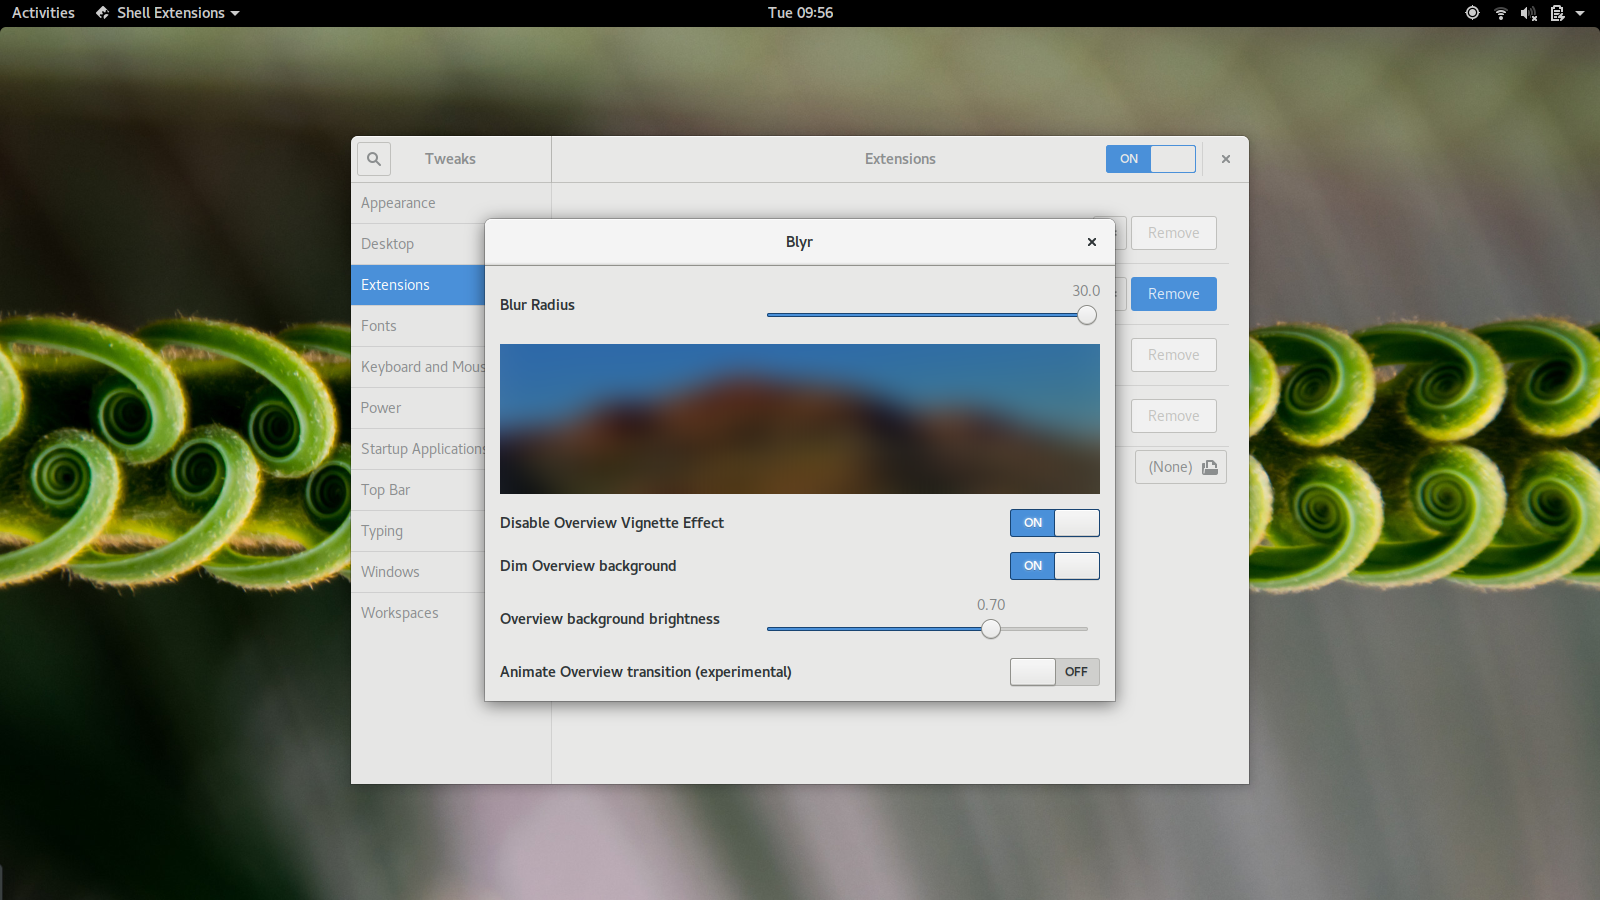 Activities
Shell Extensions
Tue 09:56
Tweaks
Extensions
ON
Appearance
Desktop
Extensions
Fonts
Keyboard and Mous
Power
Startup Applications
Top Bar
Typing
Windows
Workspaces
Remove
Remove
Remove
Remove
(None)
Blyr
Blur Radius
30.0
Disable Overview Vignette Effect
ON
Dim Overview background
ON
Overview background brightness
0.70
Animate Overview transition (experimental)
OFF